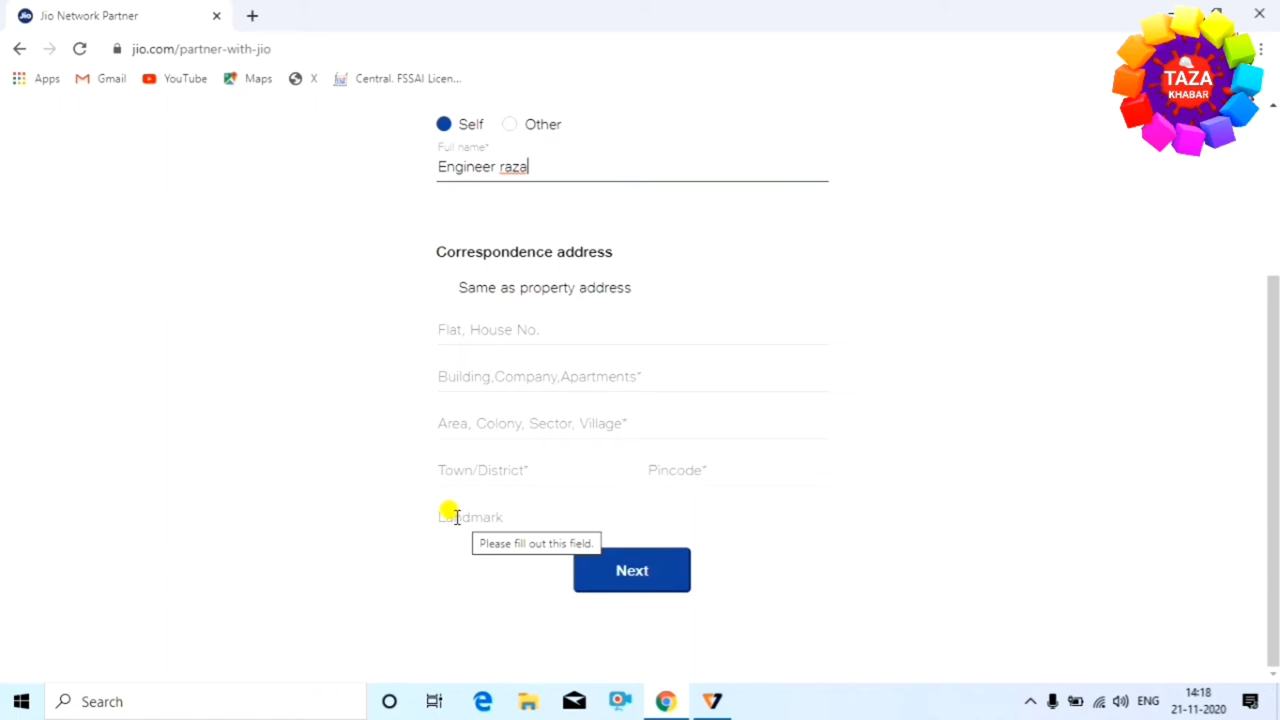 Jio Network Partner
jio.com/partner-with-jio
Apps Gmail YouTube Maps X Central. FSSAI Licen...
TAZA
KHABAR
Self Other
Full name*
Engineer raza
Correspondence address
Same as property address
Flat, House No.
Building,Company,Apartments*
Area, Colony, Sector, Village*
Town/District* Pincode*
Landmark
Please fill out this field.
Next
Search
ENG
14:18
21-11-2020